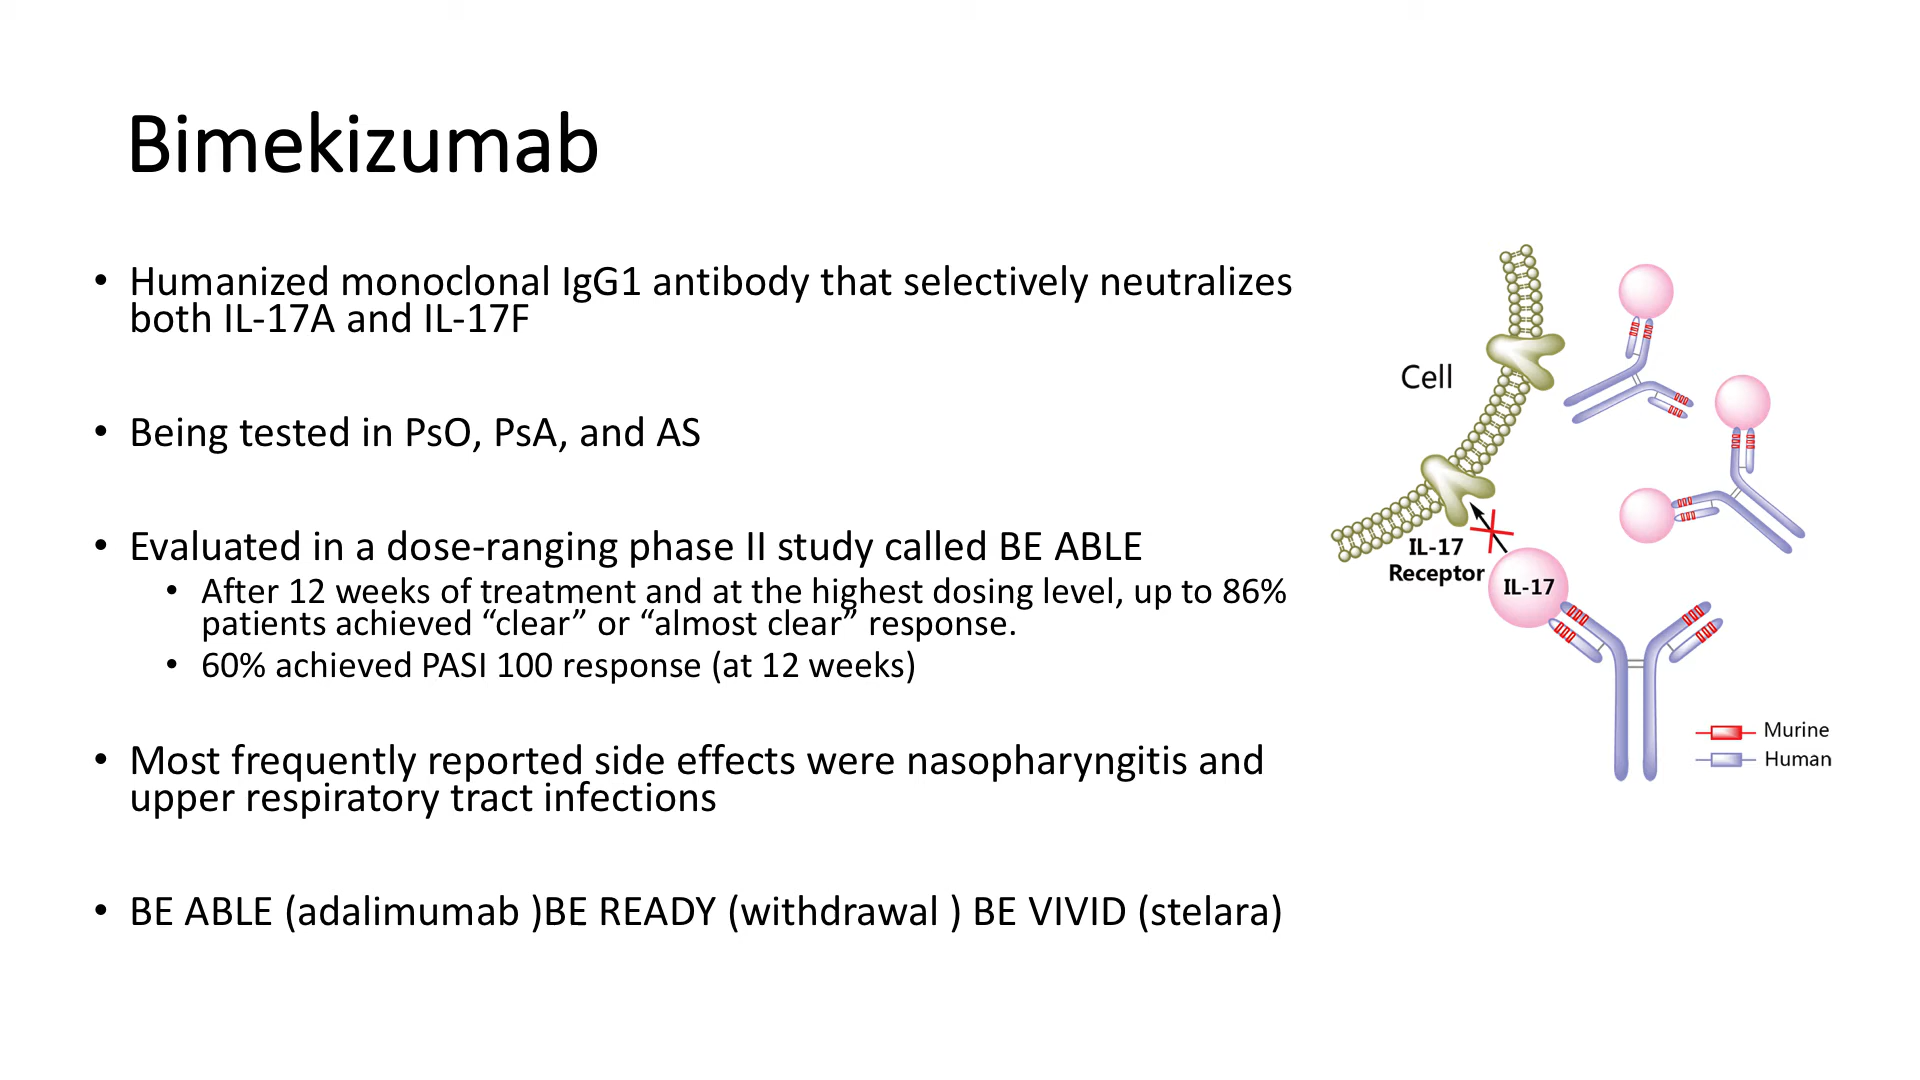 Bimekizumab
• Humanized monoclonal IgG1 antibody that selectively neutralizes
both IL-17A and IL-17F
• Being tested in PsO, PsA, and AS
• Evaluated in a dose-ranging phase II study called BE ABLE
• After 12 weeks of treatment and at the highest dosing level, up to 86%
patients achieved “clear” or “almost clear” response.
• 60% achieved PASI 100 response (at 12 weeks)
• Most frequently reported side effects were nasopharyngitis and
upper respiratory tract infections
• BE ABLE (adalimumab )BE READY (withdrawal ) BE VIVID (stelara)
Cell
IL-17
Receptor
IL-17
Murine
Human